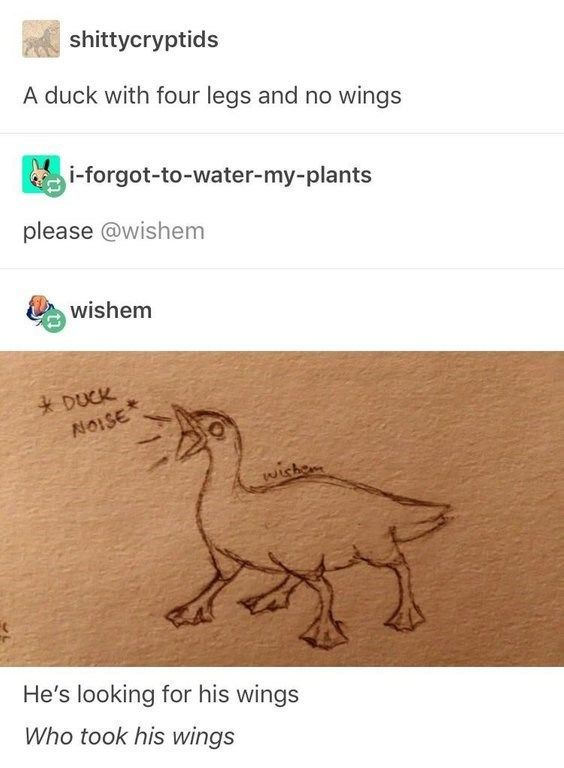 shittycryptids
A duck with four legs and no wings
i-forgot-to-water-my-plants
please @wishem
wishem
* DUCK
NOISE *
wishem
He's looking for his wings
Who took his wings